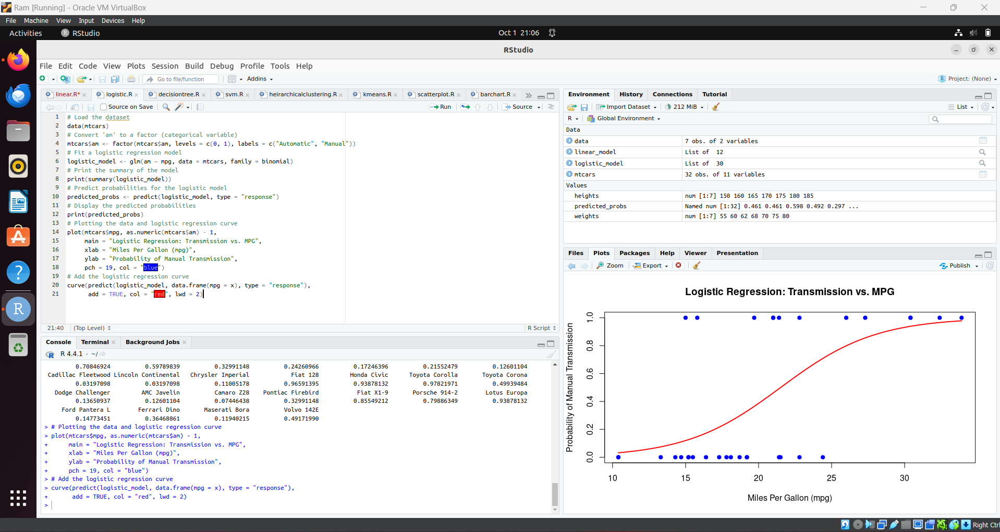 Ram [Running] - Oracle VM VirtualBox
File Machine View Input Devices Help
Activities RStudio Oct 1 21:06
RStudio
File Edit Code View Plots Session Build Debug Profile Tools Help
Go to file/function Addins Project: (None)
linear.R* logistic.R decisiontree.R svm.R heirarchicalclustering.R kmeans.R scatterplot.R barchart.R
Source on Save Run Source
1 # Load the dataset
2 data(mtcars)
3 # Convert 'am' to a factor (categorical variable)
4 mtcars$am <- factor(mtcars$am, levels = c(0, 1), labels = c("Automatic", "Manual"))
5 # Fit a logistic regression model
6 logistic_model <- glm(am ~ mpg, data = mtcars, family = binomial)
7 # Print the summary of the model
8 print(summary(logistic_model))
9 # Predict probabilities for the logistic model
10 predicted_probs <- predict(logistic_model, type = "response")
11 # Display the predicted probabilities
12 print(predicted_probs)
13 # Plotting the data and logistic regression curve
14 plot(mtcars$mpg, as.numeric(mtcars$am) - 1,
15 main = "Logistic Regression: Transmission vs. MPG",
16 xlab = "Miles Per Gallon (mpg)",
17 ylab = "Probability of Manual Transmission",
18 pch = 19, col = "blue")
19 # Add the logistic regression curve
20 curve(predict(logistic_model, data.frame(mpg = x), type = "response"),
21 add = TRUE, col = "red", lwd = 2)
21:40 (Top Level) R Script
Console Terminal Background Jobs
R 4.4.1 · ~/
0.70846924 0.59789839 0.32991148 0.24260966 0.17246396 0.21552479 0.12601104
Cadillac Fleetwood Lincoln Continental Chrysler Imperial Fiat 128 Honda Civic Toyota Corolla Toyota Corona
0.03197098 0.03197098 0.11005178 0.96591395 0.93878132 0.97821971 0.49939484
Dodge Challenger AMC Javelin Camaro Z28 Pontiac Firebird Fiat X1-9 Porsche 914-2 Lotus Europa
0.13650937 0.12601104 0.07446438 0.32991148 0.85549212 0.79886349 0.93878132
Ford Pantera L Ferrari Dino Maserati Bora Volvo 142E
0.14773451 0.36468861 0.11940215 0.49171990
> # Plotting the data and logistic regression curve
> plot(mtcars$mpg, as.numeric(mtcars$am) - 1,
+ main = "Logistic Regression: Transmission vs. MPG",
+ xlab = "Miles Per Gallon (mpg)",
+ ylab = "Probability of Manual Transmission",
+ pch = 19, col = "blue")
> # Add the logistic regression curve
> curve(predict(logistic_model, data.frame(mpg = x), type = "response"),
+ add = TRUE, col = "red", lwd = 2)
>
Environment History Connections Tutorial
Import Dataset 212 MiB List
R Global Environment
Data
data 7 obs. of 2 variables
linear_model List of 12
logistic_model List of 30
mtcars 32 obs. of 11 variables
Values
heights num [1:7] 150 160 165 170 175 180 185
predicted_probs Named num [1:32] 0.461 0.461 0.598 0.492 0.297 ...
weights num [1:7] 55 60 62 68 70 75 80
Files Plots Packages Help Viewer Presentation
Zoom Export Publish
Logistic Regression: Transmission vs. MPG
Probability of Manual Transmission
1.0
0.8
0.6
0.4
0.2
0.0
10 15 20 25 30
Miles Per Gallon (mpg)
Right Ctrl